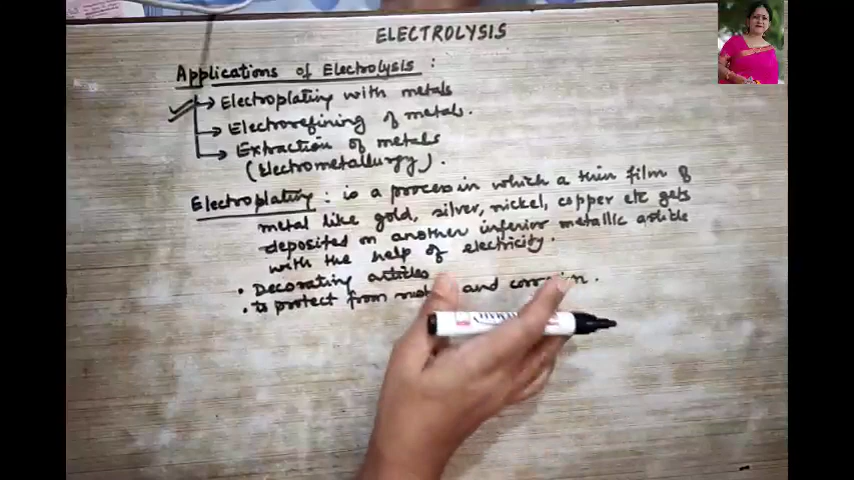 ELECTROLYSIS
Applications of Electrolysis :
Electroplating with metals
Electrorefining of metals.
Extraction of metals
(Electrometallurgy).
Electroplating : is a process in which a thin film of
metal like gold, silver, nickel, copper etc gets
deposited on another inferior metallic article
with the help of electricity.
• Decorating articles
• to protect from and